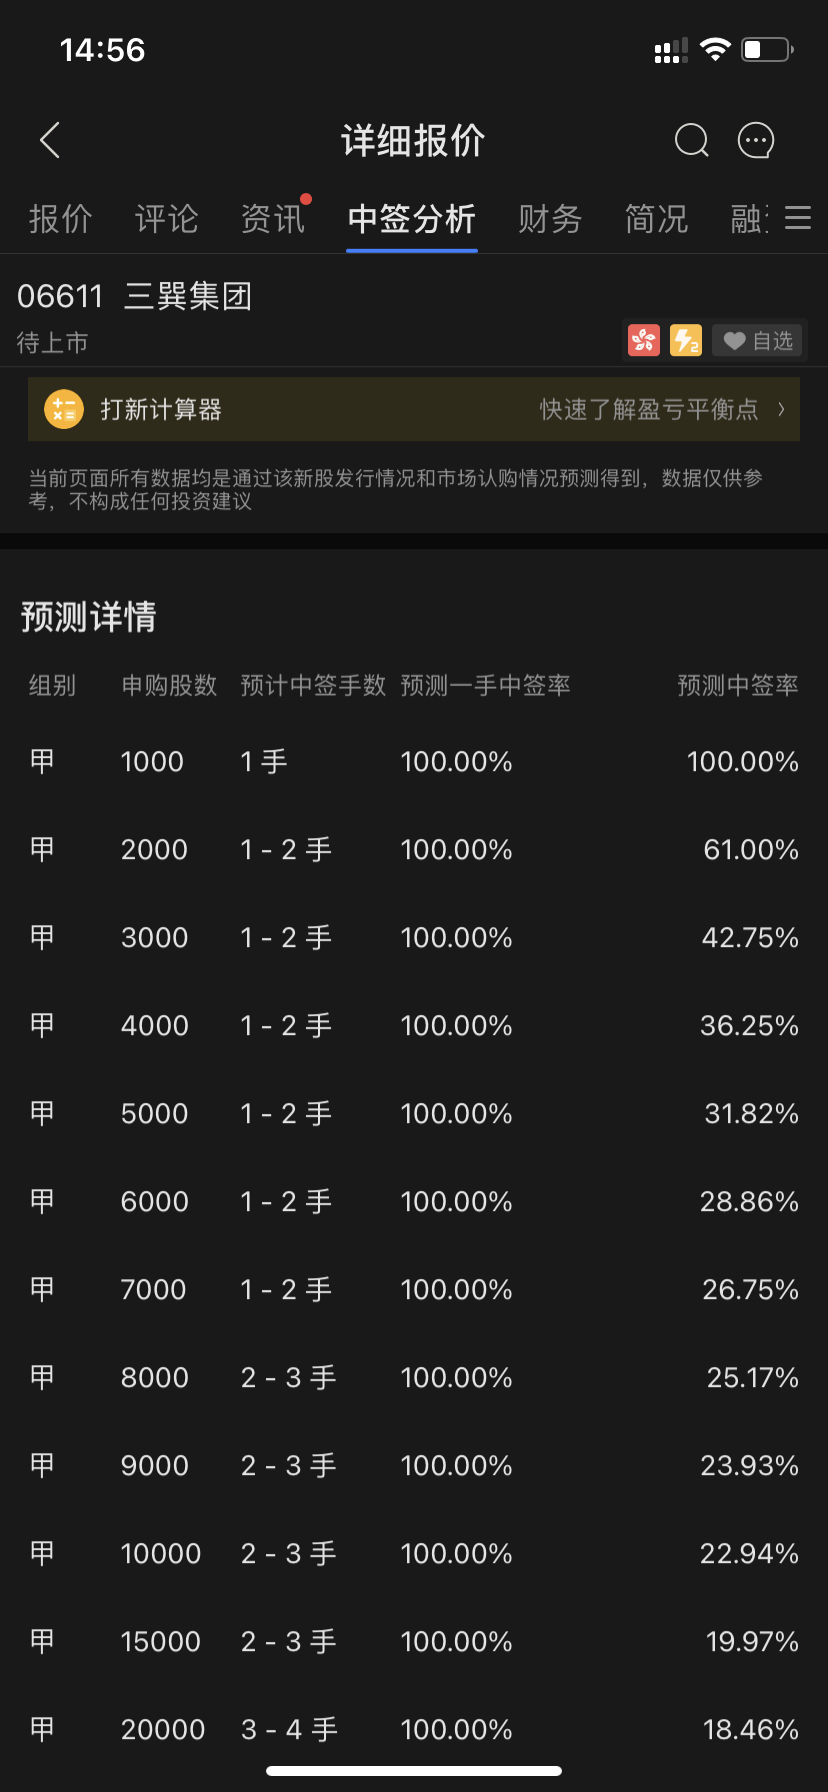 14:56
详细报价
报价 评论 资讯 中签分析 财务 简况 融
06611 三巽集团
待上市
自选
打新计算器 快速了解盈亏平衡点
当前页面所有数据均是通过该新股发行情况和市场认购情况预测得到，数据仅供参
考，不构成任何投资建议
预测详情
组别 申购股数 预计中签手数 预测一手中签率 预测中签率
甲 1000 1 手 100.00% 100.00%
甲 2000 1 - 2 手 100.00% 61.00%
甲 3000 1 - 2 手 100.00% 42.75%
甲 4000 1 - 2 手 100.00% 36.25%
甲 5000 1 - 2 手 100.00% 31.82%
甲 6000 1 - 2 手 100.00% 28.86%
甲 7000 1 - 2 手 100.00% 26.75%
甲 8000 2 - 3 手 100.00% 25.17%
甲 9000 2 - 3 手 100.00% 23.93%
甲 10000 2 - 3 手 100.00% 22.94%
甲 15000 2 - 3 手 100.00% 19.97%
甲 20000 3 - 4 手 100.00% 18.46%